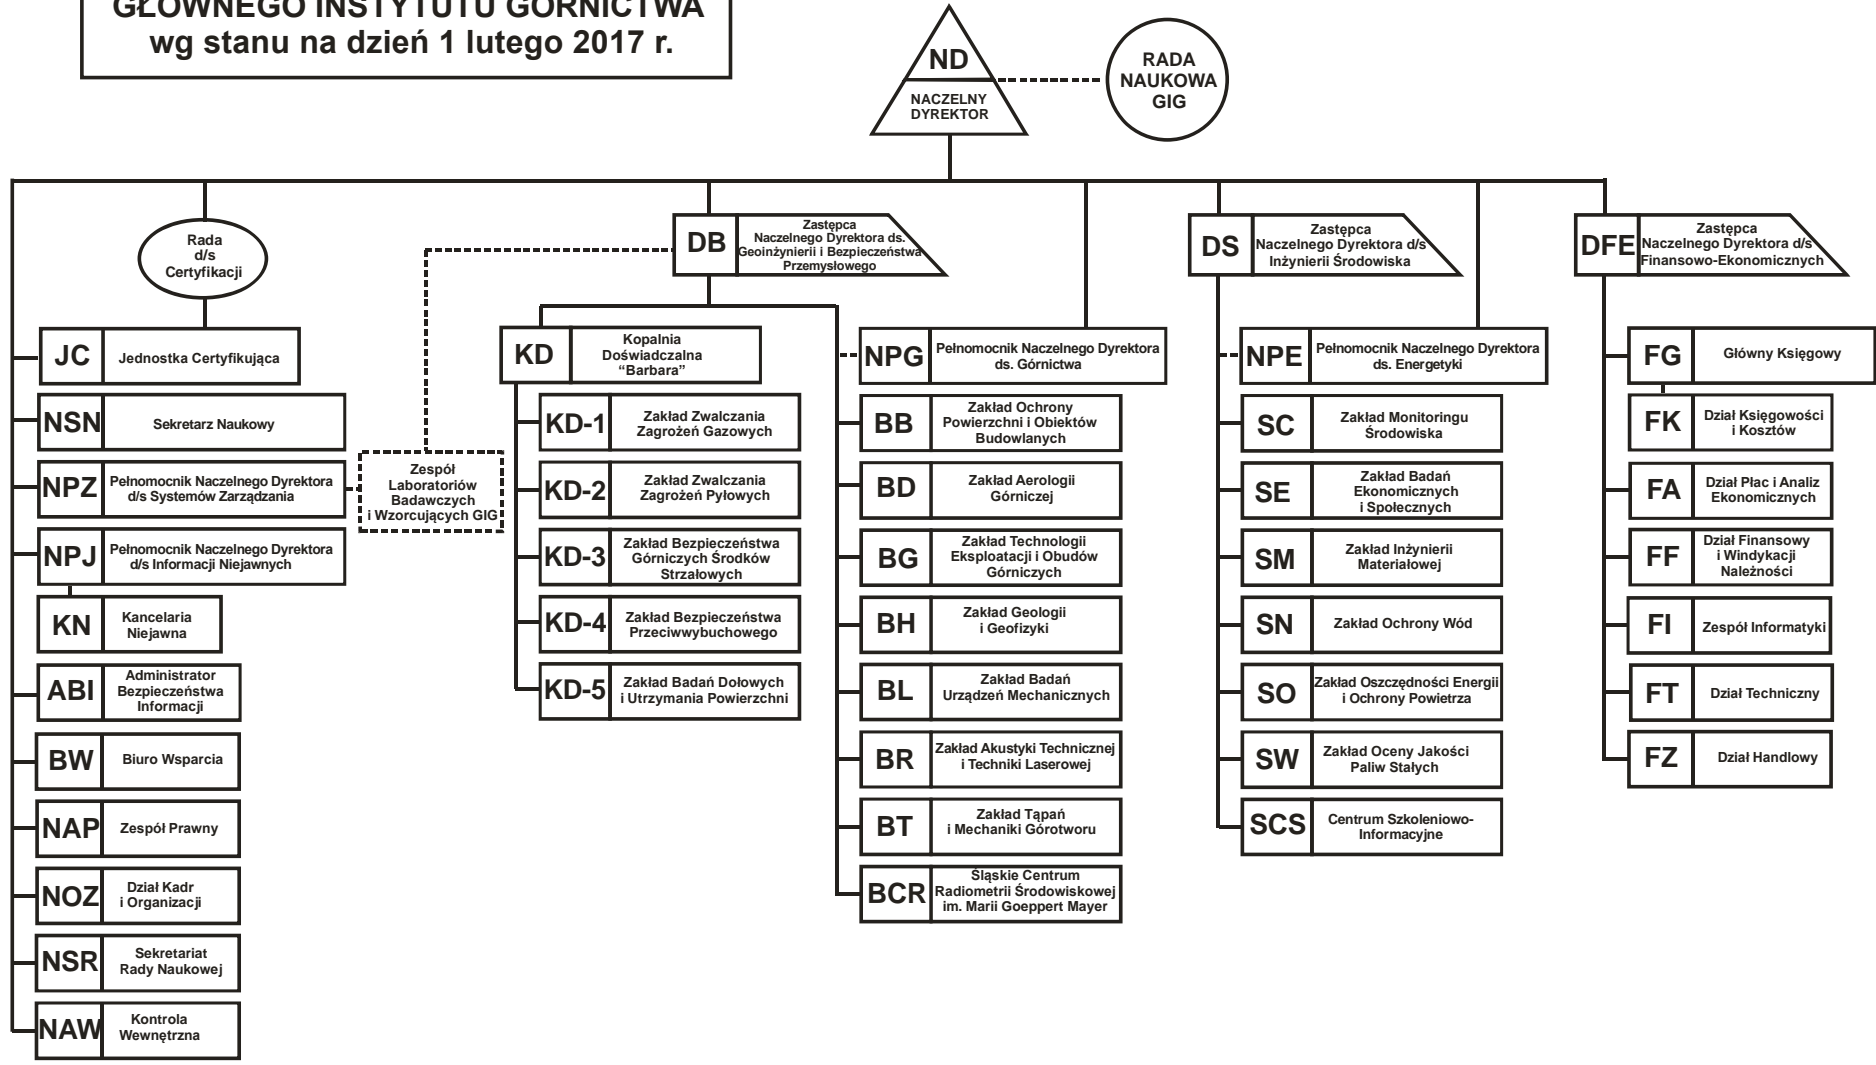 GŁÓWNEGO INSTYTUTU GÓRNICTWA
wg stanu na dzień 1 lutego 2017 r.
ND
NACZELNY
DYREKTOR
RADA
NAUKOWA
GIG
Rada
d/s
Certyfikacji
JC
Jednostka Certyfikująca
NSN
Sekretarz Naukowy
NPZ
Pełnomocnik Naczelnego Dyrektora
d/s Systemów Zarządzania
NPJ
Pełnomocnik Naczelnego Dyrektora
d/s Informacji Niejawnych
KN
Kancelaria
Niejawna
ABI
Administrator
Bezpieczeństwa
Informacji
BW
Biuro Wsparcia
NAP
Zespół Prawny
NOZ
Dział Kadr
i Organizacji
NSR
Sekretariat
Rady Naukowej
NAW
Kontrola
Wewnętrzna
Zespół
Laboratoriów
Badawczych
i Wzorcujących GIG
DB
Zastępca
Naczelnego Dyrektora ds.
Geoinżynierii i Bezpieczeństwa
Przemysłowego
KD
Kopalnia
Doświadczalna
“Barbara”
KD-1
Zakład Zwalczania
Zagrożeń Gazowych
KD-2
Zakład Zwalczania
Zagrożeń Pyłowych
KD-3
Zakład Bezpieczeństwa
Górniczych Środków
Strzałowych
KD-4
Zakład Bezpieczeństwa
Przeciwwybuchowego
KD-5
Zakład Badań Dołowych
i Utrzymania Powierzchni
NPG
Pełnomocnik Naczelnego Dyrektora
ds. Górnictwa
BB
Zakład Ochrony
Powierzchni i Obiektów
Budowlanych
BD
Zakład Aerologii
Górniczej
BG
Zakład Technologii
Eksploatacji i Obudów
Górniczych
BH
Zakład Geologii
i Geofizyki
BL
Zakład Badań
Urządzeń Mechanicznych
BR
Zakład Akustyki Technicznej
i Techniki Laserowej
BT
Zakład Tąpań
i Mechaniki Górotworu
BCR
Śląskie Centrum
Radiometrii Środowiskowej
im. Marii Goeppert Mayer
DS
Zastępca
Naczelnego Dyrektora d/s
Inżynierii Środowiska
NPE
Pełnomocnik Naczelnego Dyrektora
ds. Energetyki
SC
Zakład Monitoringu
Środowiska
SE
Zakład Badań
Ekonomicznych
i Społecznych
SM
Zakład Inżynierii
Materiałowej
SN
Zakład Ochrony Wód
SO
Zakład Oszczędności Energii
i Ochrony Powietrza
SW
Zakład Oceny Jakości
Paliw Stałych
SCS
Centrum Szkoleniowo-
Informacyjne
DFE
Zastępca
Naczelnego Dyrektora d/s
Finansowo-Ekonomicznych
FG
Główny Księgowy
FK
Dział Księgowości
i Kosztów
FA
Dział Płac i Analiz
Ekonomicznych
FF
Dział Finansowy
i Windykacji
Należności
FI
Zespół Informatyki
FT
Dział Techniczny
FZ
Dział Handlowy